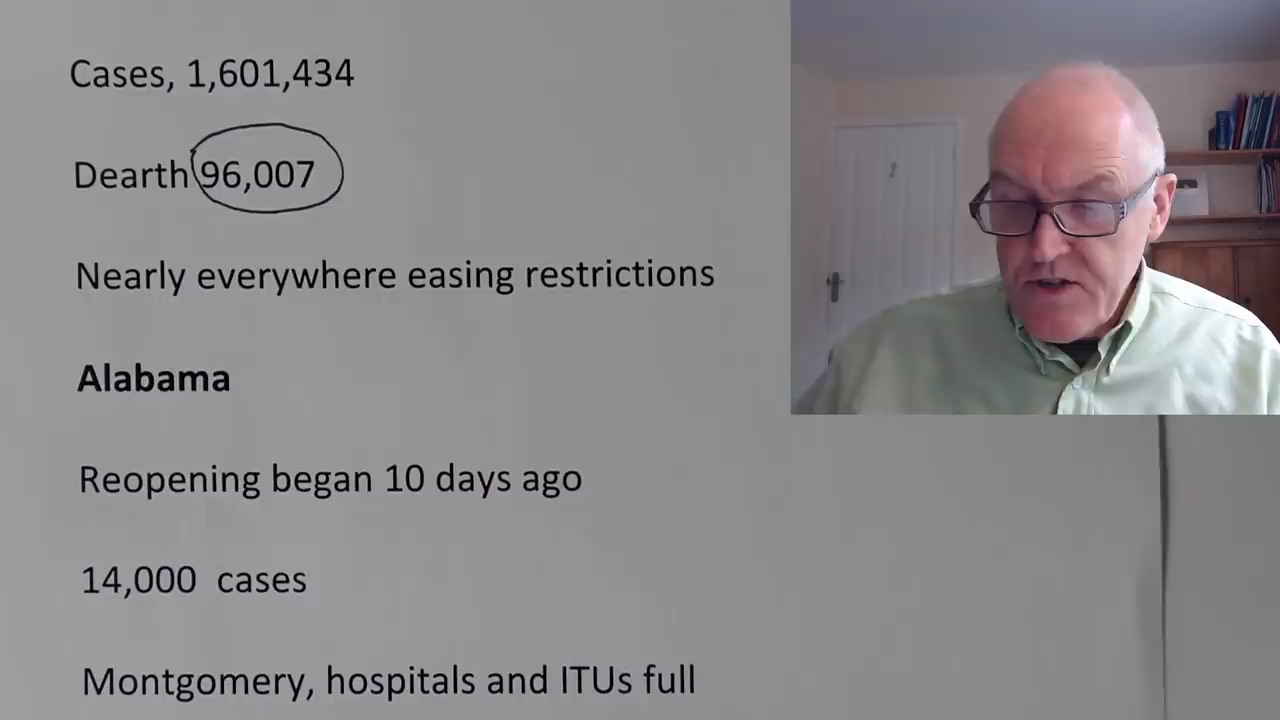 Cases, 1,601,434
Dearth 96,007
Nearly everywhere easing restrictions
Alabama
Reopening began 10 days ago
14,000 cases
Montgomery, hospitals and ITUs full